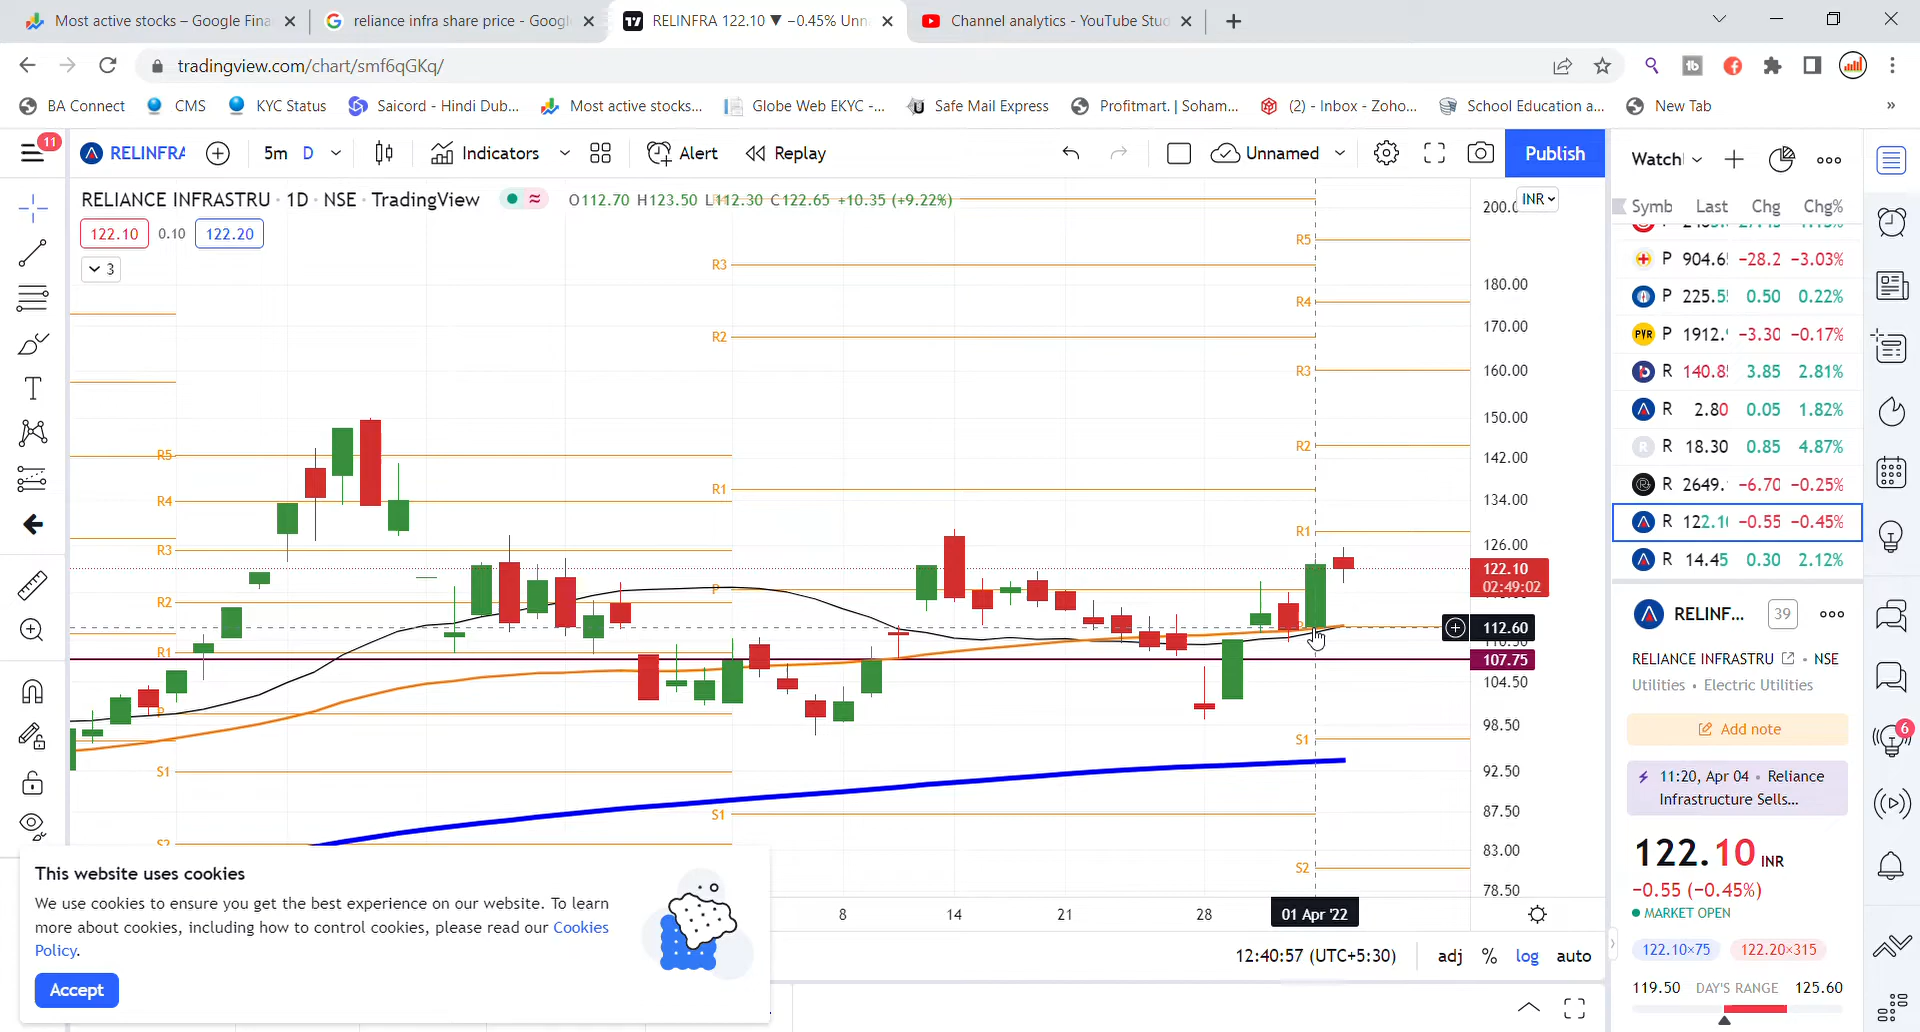 Most active stocks – Google Fina
reliance infra share price - Googl
RELINFRA 122.10 ▼ −0.45% Unn
Channel analytics - YouTube Stud
tradingview.com/chart/smf6qGKq/
BA Connect
CMS
KYC Status
Saicord - Hindi Dub...
Most active stocks...
Globe Web EKYC -...
Safe Mail Express
Profitmart. | Soham...
(2) - Inbox - Zoho...
School Education a...
New Tab
»
11
RELINFRA
5m
D
Indicators
Alert
Replay
Unnamed
Publish
RELIANCE INFRASTRU · 1D · NSE · TradingView
O112.70 H123.50 L112.30 C122.65 +10.35 (+9.22%)
122.10
0.10
122.20
3
INR
200.0
180.00
170.00
160.00
150.00
142.00
134.00
126.00
122.10
02:49:02
112.60
107.75
104.50
98.50
92.50
87.50
83.00
78.50
R5
R4
R3
R2
R1
P
S1
S2
R3
R2
R1
P
S1
R5
R4
R3
R2
R1
S1
S2
8
14
21
28
01 Apr '22
12:40:57 (UTC+5:30)
adj
%
log
auto
This website uses cookies
We use cookies to ensure you get the best experience on our website. To learn
more about cookies, including how to control cookies, please read our Cookies
Policy.
Accept
Watchl
Symb Last Chg Chg%
P 904.65 −28.2 −3.03%
P 225.55 0.50 0.22%
PVR P 1912. −3.30 −0.17%
R 140.85 3.85 2.81%
R 2.80 0.05 1.82%
R R 18.30 0.85 4.87%
R 2649. −6.70 −0.25%
R 122.10 −0.55 −0.45%
R 14.45 0.30 2.12%
RELINF...
39
RELIANCE INFRASTRU • NSE
Utilities • Electric Utilities
Add note
11:20, Apr 04 • Reliance
Infrastructure Sells...
122.10 INR
−0.55 (−0.45%)
MARKET OPEN
122.10×75
122.20×315
119.50 DAY'S RANGE 125.60
6